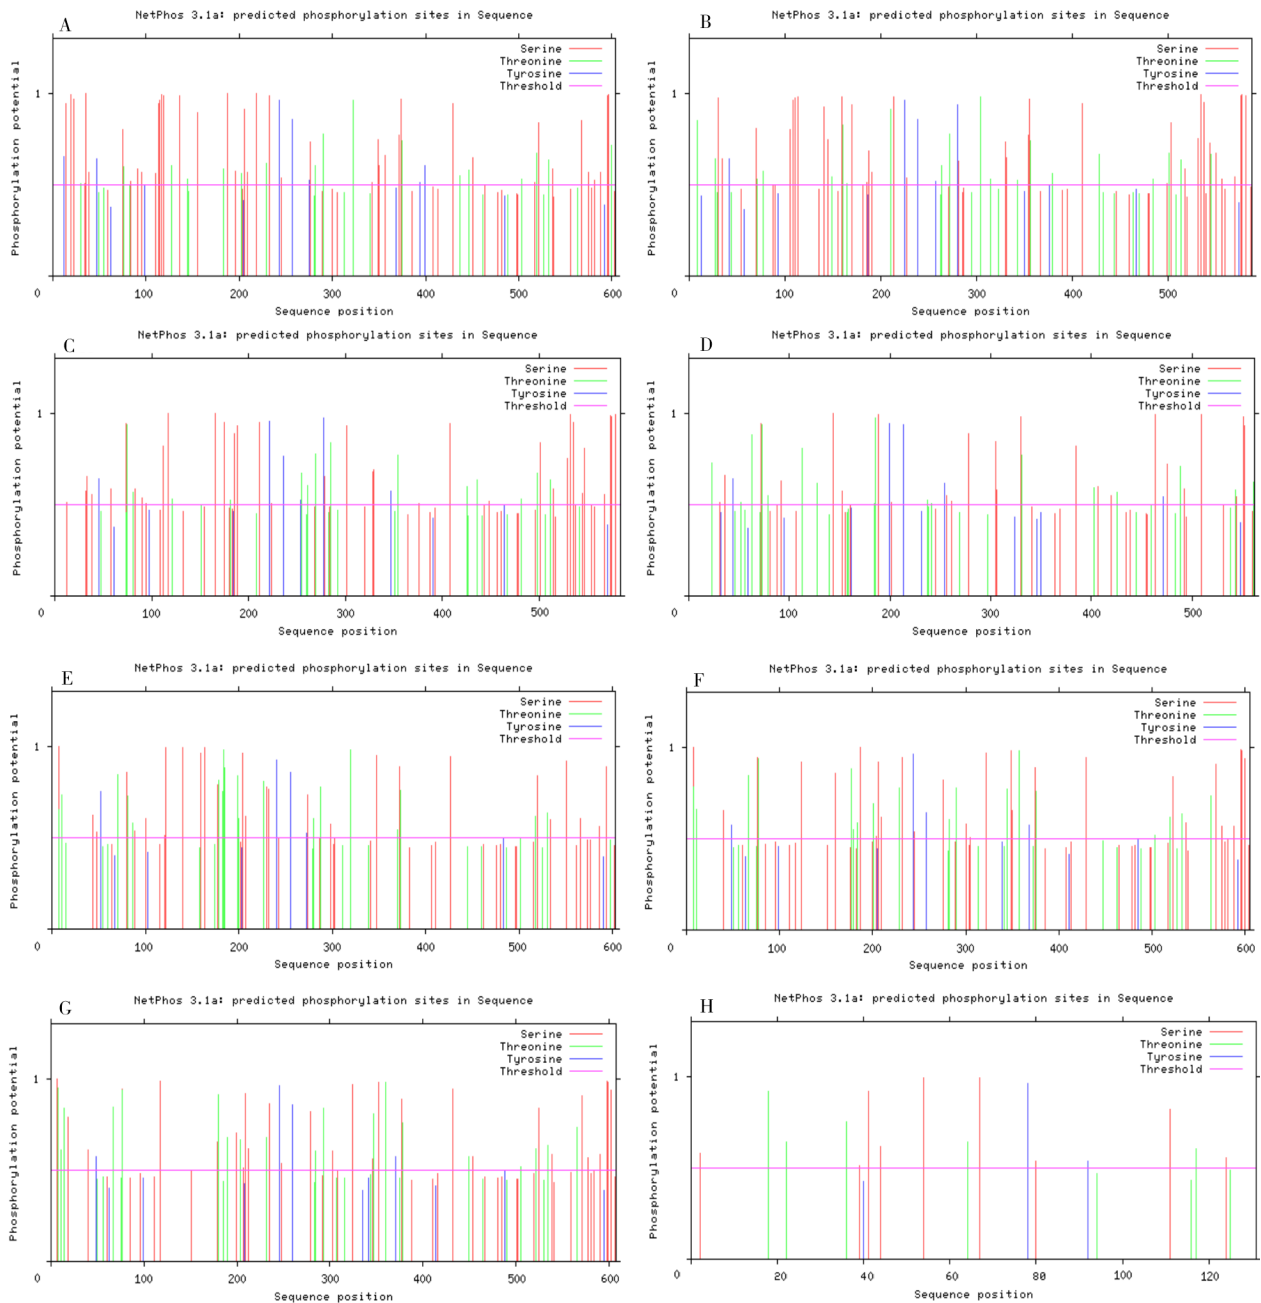 A
NetPhos 3.1a: predicted phosphorylation sites in Sequence
Serine
Threonine
Tyrosine
Threshold
Phosphorylation potential
1
0
100 200 300 400 500 600
Sequence position
B
NetPhos 3.1a: predicted phosphorylation sites in Sequence
Serine
Threonine
Tyrosine
Threshold
Phosphorylation potential
1
0
100 200 300 400 500
Sequence position
C
NetPhos 3.1a: predicted phosphorylation sites in Sequence
Serine
Threonine
Tyrosine
Threshold
Phosphorylation potential
1
0
100 200 300 400 500
Sequence position
D
NetPhos 3.1a: predicted phosphorylation sites in Sequence
Serine
Threonine
Tyrosine
Threshold
Phosphorylation potential
1
0
100 200 300 400 500
Sequence position
E
NetPhos 3.1a: predicted phosphorylation sites in Sequence
Serine
Threonine
Tyrosine
Threshold
Phosphorylation potential
1
0
100 200 300 400 500 600
Sequence position
F
NetPhos 3.1a: predicted phosphorylation sites in Sequence
Serine
Threonine
Tyrosine
Threshold
Phosphorylation potential
1
0
100 200 300 400 500 600
Sequence position
G
NetPhos 3.1a: predicted phosphorylation sites in Sequence
Serine
Threonine
Tyrosine
Threshold
Phosphorylation potential
1
0
100 200 300 400 500 600
Sequence position
H
NetPhos 3.1a: predicted phosphorylation sites in Sequence
Serine
Threonine
Tyrosine
Threshold
Phosphorylation potential
1
0
20 40 60 80 100 120
Sequence position